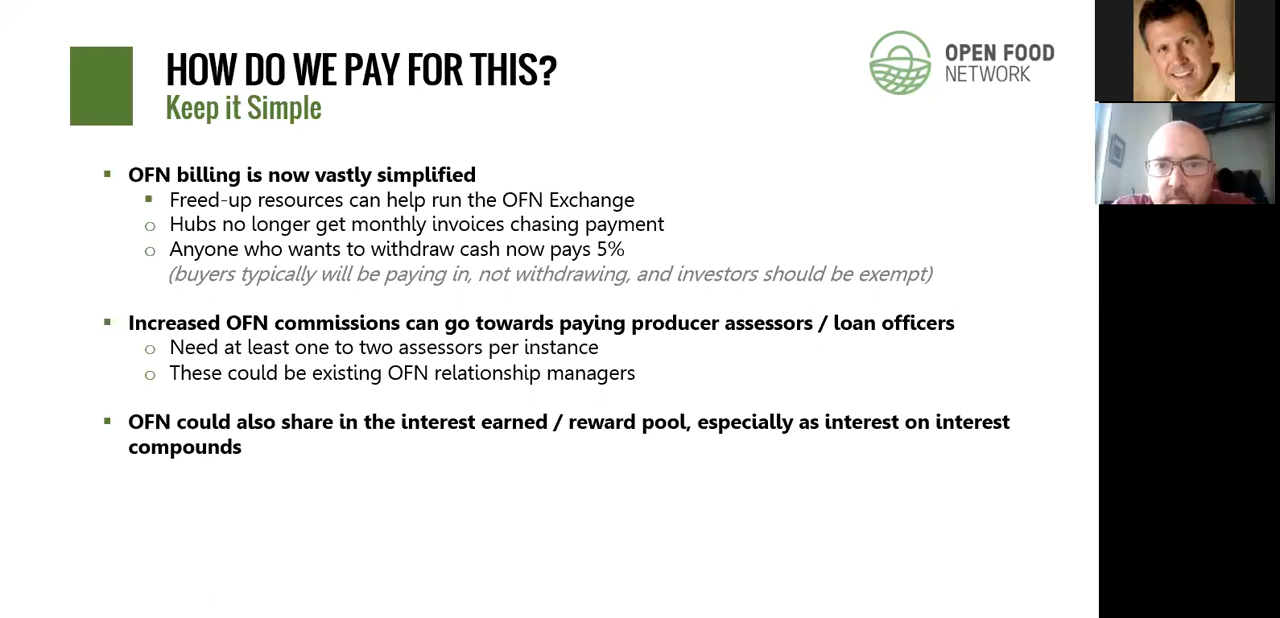 HOW DO WE PAY FOR THIS?
Keep it Simple
OPEN FOOD
NETWORK
OFN billing is now vastly simplified
Freed-up resources can help run the OFN Exchange
Hubs no longer get monthly invoices chasing payment
Anyone who wants to withdraw cash now pays 5%
(buyers typically will be paying in, not withdrawing, and investors should be exempt)
Increased OFN commissions can go towards paying producer assessors / loan officers
Need at least one to two assessors per instance
These could be existing OFN relationship managers
OFN could also share in the interest earned / reward pool, especially as interest on interest
compounds